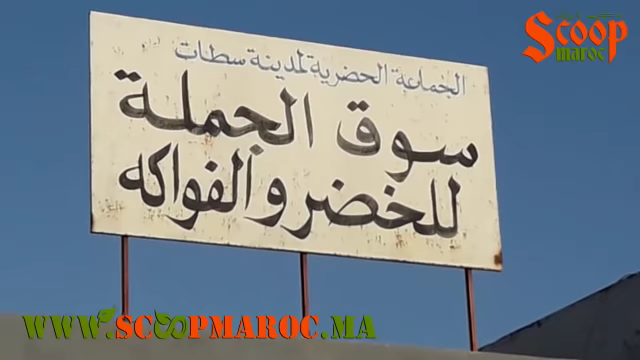 Scoop
maroc
الجماعة الحضرية لمدينة سطات
سوق الجملة
للخضر والفواكه
www.scoopmaroc.ma